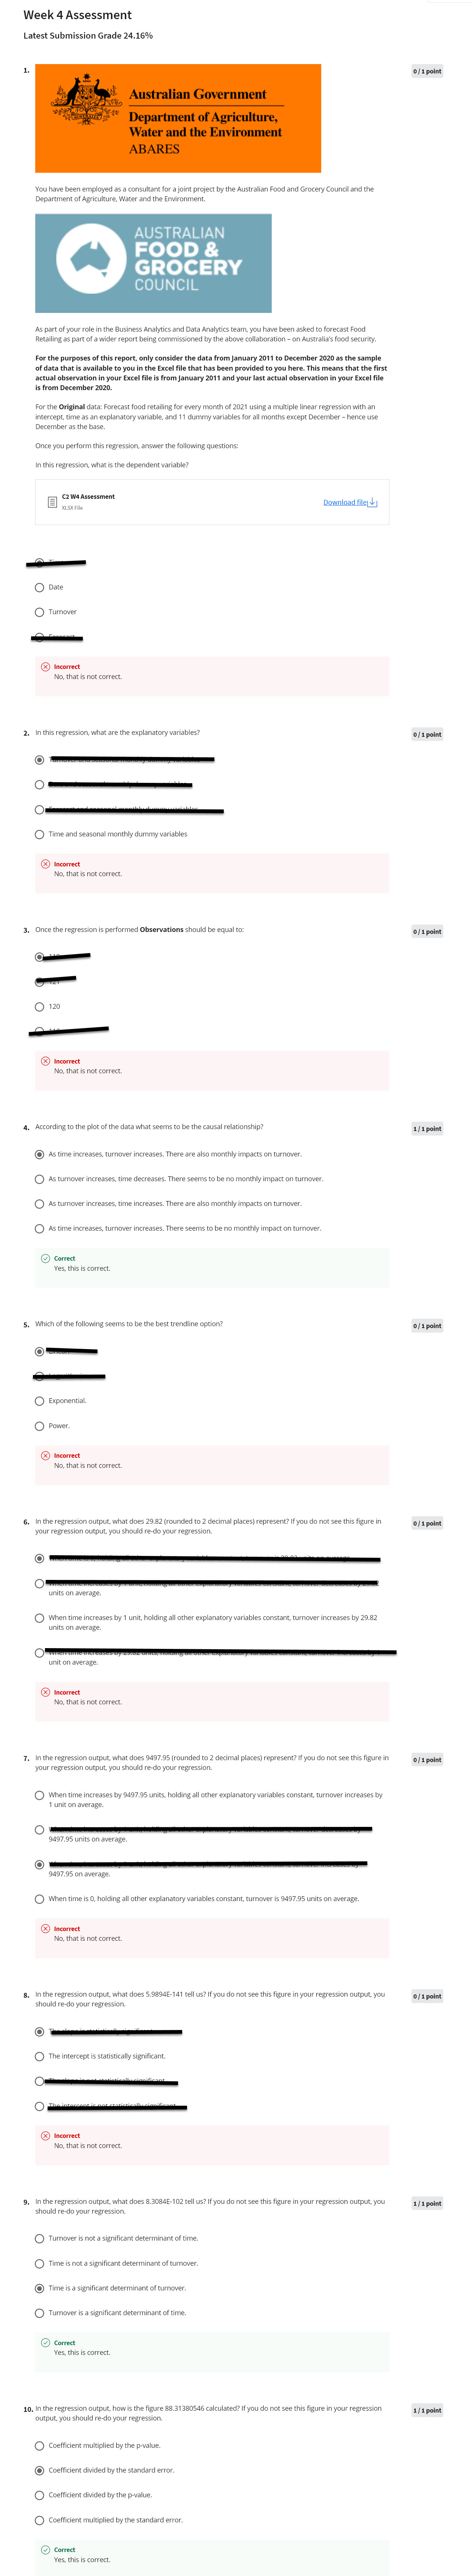 Week 4 Assessment
Latest Submission Grade 24.16%
1.
0 / 1 point
Australian Government
Department of Agriculture,
Water and the Environment
ABARES
You have been employed as a consultant for a joint project by the Australian Food and Grocery Council and the
Department of Agriculture, Water and the Environment.
AUSTRALIAN
FOOD &
GROCERY
COUNCIL
As part of your role in the Business Analytics and Data Analytics team, you have been asked to forecast Food
Retailing as part of a wider report being commissioned by the above collaboration – on Australia's food security.
For the purposes of this report, only consider the data from January 2011 to December 2020 as the sample
of data that is available to you in the Excel file that has been provided to you here. This means that the first
actual observation in your Excel file is from January 2011 and your last actual observation in your Excel file
is from December 2020.
For the Original data: Forecast food retailing for every month of 2021 using a multiple linear regression with an
intercept, time as an explanatory variable, and 11 dummy variables for all months except December – hence use
December as the base.
Once you perform this regression, answer the following questions:
In this regression, what is the dependent variable?
C2 W4 Assessment
XLSX File
Download file
Date
Turnover
Incorrect
No, that is not correct.
2. In this regression, what are the explanatory variables?
0 / 1 point
Time and seasonal monthly dummy variables
Incorrect
No, that is not correct.
3. Once the regression is performed Observations should be equal to:
0 / 1 point
120
Incorrect
No, that is not correct.
4. According to the plot of the data what seems to be the causal relationship?
1 / 1 point
As time increases, turnover increases. There are also monthly impacts on turnover.
As turnover increases, time decreases. There seems to be no monthly impact on turnover.
As turnover increases, time increases. There are also monthly impacts on turnover.
As time increases, turnover increases. There seems to be no monthly impact on turnover.
Correct
Yes, this is correct.
5. Which of the following seems to be the best trendline option?
0 / 1 point
Exponential.
Power.
Incorrect
No, that is not correct.
6. In the regression output, what does 29.82 (rounded to 2 decimal places) represent? If you do not see this figure in
your regression output, you should re-do your regression.
0 / 1 point
units on average.
When time increases by 1 unit, holding all other explanatory variables constant, turnover increases by 29.82
units on average.
unit on average.
Incorrect
No, that is not correct.
7. In the regression output, what does 9497.95 (rounded to 2 decimal places) represent? If you do not see this figure in
your regression output, you should re-do your regression.
0 / 1 point
When time increases by 9497.95 units, holding all other explanatory variables constant, turnover increases by
1 unit on average.
9497.95 units on average.
9497.95 on average.
When time is 0, holding all other explanatory variables constant, turnover is 9497.95 units on average.
Incorrect
No, that is not correct.
8. In the regression output, what does 5.9894E-141 tell us? If you do not see this figure in your regression output, you
should re-do your regression.
0 / 1 point
The intercept is statistically significant.
Incorrect
No, that is not correct.
9. In the regression output, what does 8.3084E-102 tell us? If you do not see this figure in your regression output, you
should re-do your regression.
1 / 1 point
Turnover is not a significant determinant of time.
Time is not a significant determinant of turnover.
Time is a significant determinant of turnover.
Turnover is a significant determinant of time.
Correct
Yes, this is correct.
10. In the regression output, how is the figure 88.31380546 calculated? If you do not see this figure in your regression
output, you should re-do your regression.
1 / 1 point
Coefficient multiplied by the p-value.
Coefficient divided by the standard error.
Coefficient divided by the p-value.
Coefficient multiplied by the standard error.
Correct
Yes, this is correct.